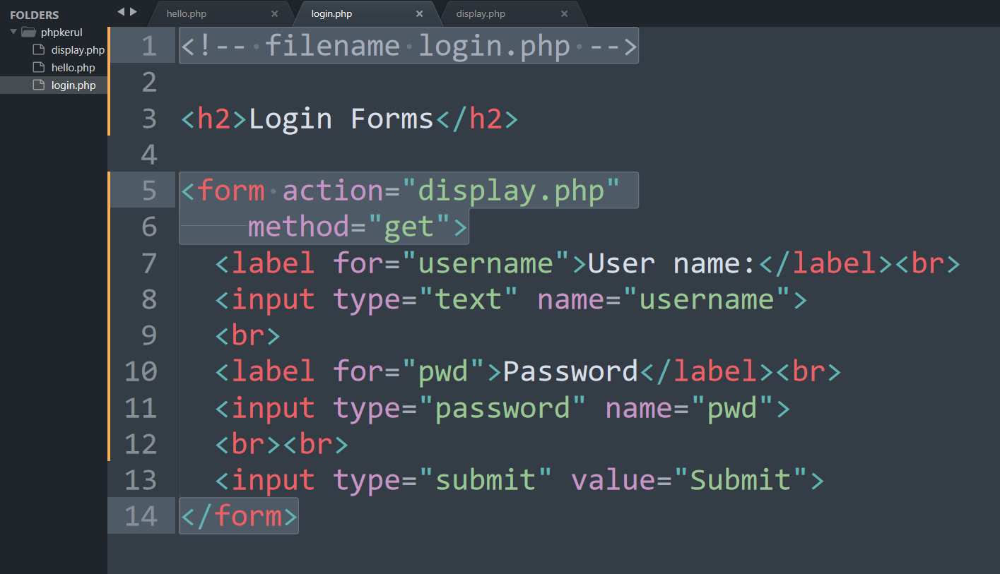 FOLDERS
phpkerul
display.php
hello.php
login.php
hello.php × login.php × display.php ×
1 <!-- filename login.php -->
2
3 <h2>Login Forms</h2>
4
5 <form action="display.php"
6 method="get">
7 <label for="username">User name:</label><br>
8 <input type="text" name="username">
9 <br>
10 <label for="pwd">Password</label><br>
11 <input type="password" name="pwd">
12 <br><br>
13 <input type="submit" value="Submit">
14 </form>